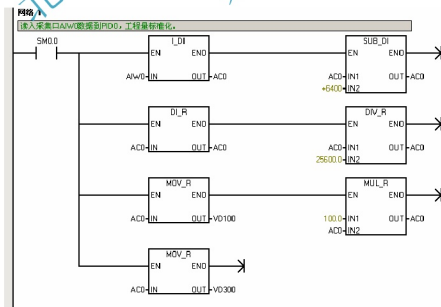 网络 1
读入采集口AIW0数据到PID0，工程量标准化。
SM0.0
I_DI
SUB_DI
EN ENO
EN ENO
AIW0 IN OUT AC0
AC0 IN1 OUT AC0
+6400 IN2
DI_R
DIV_R
EN ENO
EN ENO
AC0 IN OUT AC0
AC0 IN1 OUT AC0
25600.0 IN2
MOV_R
MUL_R
EN ENO
EN ENO
AC0 IN OUT VD100
100.0 IN1 OUT AC0
AC0 IN2
MOV_R
EN ENO
AC0 IN OUT VD300